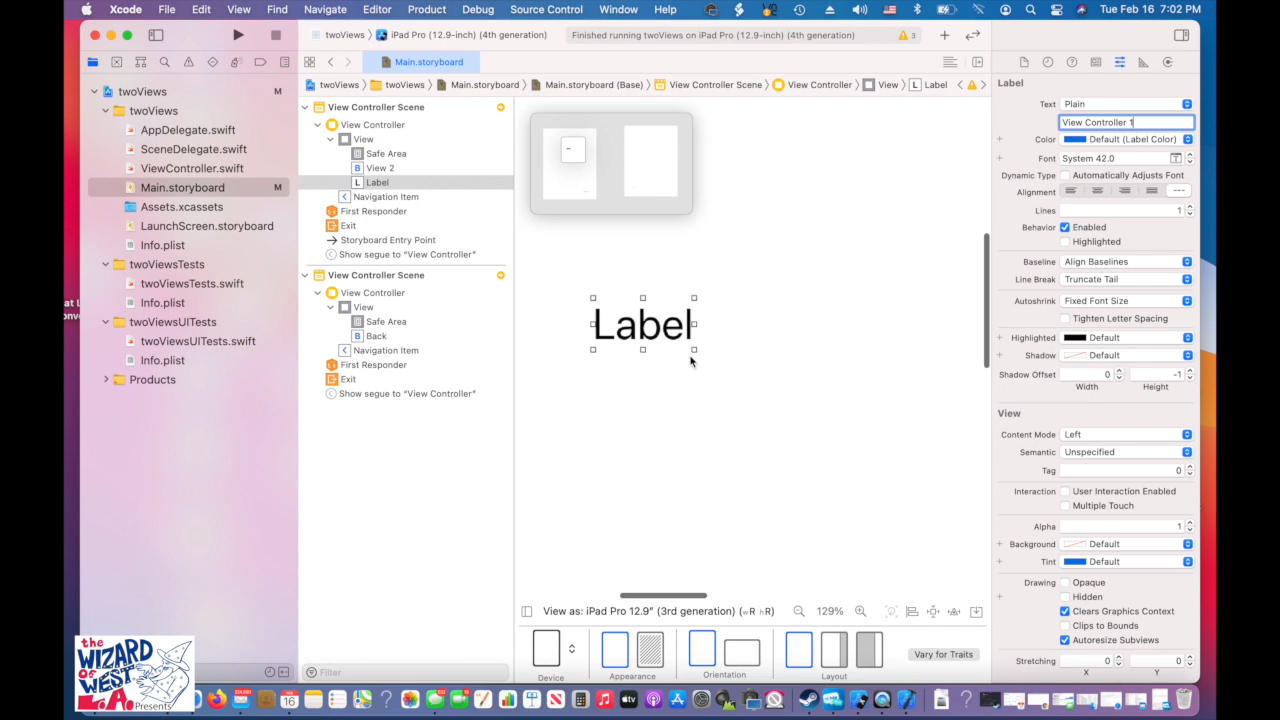 Xcode File Edit View Find Navigate Editor Product Debug Source Control Window Help Tue Feb 16 7:02 PM
twoViews iPad Pro (12.9-inch) (4th generation) Finished running twoViews on iPad Pro (12.9-inch) (4th generation) 3
Main.storyboard
twoViews twoViews Main.storyboard Main.storyboard (Base) View Controller Scene View Controller View L Label
twoViews M
twoViews
AppDelegate.swift
SceneDelegate.swift
ViewController.swift
Main.storyboard M
Assets.xcassets
LaunchScreen.storyboard
Info.plist
twoViewsTests
twoViewsTests.swift
Info.plist
twoViewsUITests
twoViewsUITests.swift
Info.plist
Products
View Controller Scene
View Controller
View
Safe Area
B View 2
L Label
Navigation Item
First Responder
Exit
Storyboard Entry Point
Show segue to "View Controller"
View Controller Scene
View Controller
View
Safe Area
B Back
Navigation Item
First Responder
Exit
Show segue to "View Controller"
Filter
Label
View as: iPad Pro 12.9" (3rd generation) (wR hR) 129%
Device Appearance Orientation Layout Vary for Traits
Label
Text Plain
View Controller 1
Color Default (Label Color)
Font System 42.0
Dynamic Type Automatically Adjusts Font
Alignment
Lines 1
Behavior Enabled
Highlighted
Baseline Align Baselines
Line Break Truncate Tail
Autoshrink Fixed Font Size
Tighten Letter Spacing
Highlighted Default
Shadow Default
Shadow Offset 0 -1
Width Height
View
Content Mode Left
Semantic Unspecified
Tag 0
Interaction User Interaction Enabled
Multiple Touch
Alpha 1
Background Default
Tint Default
Drawing Opaque
Hidden
Clears Graphics Context
Clips to Bounds
Autoresize Subviews
Stretching 0 0
X Y
the
WIZARD
OF
WEST
L.A.
Presents